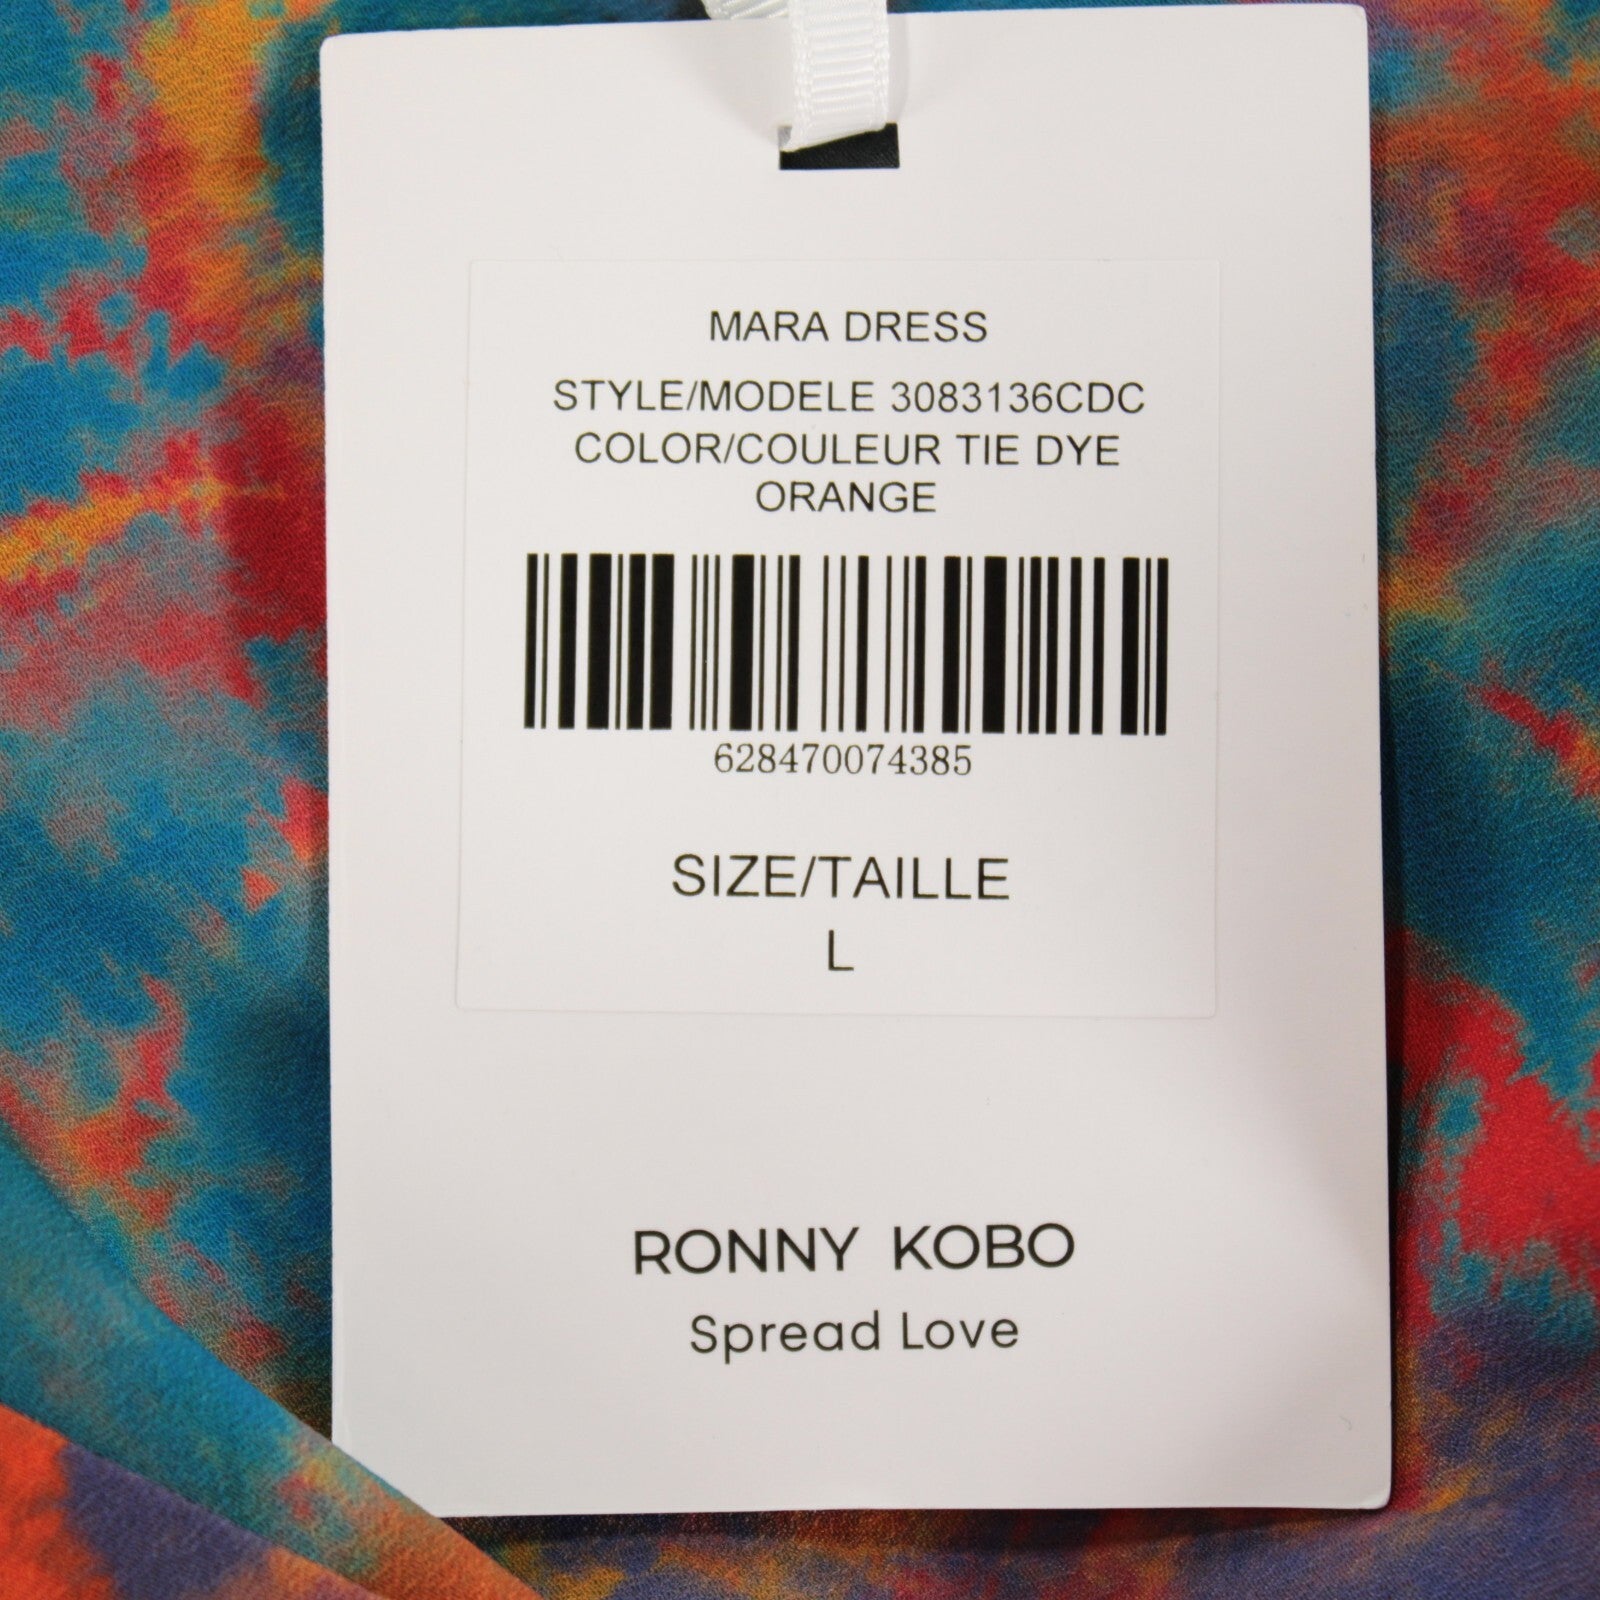 MARA DRESS
STYLE/MODELE 3083136CDC
COLOR/COULEUR TIE DYE
ORANGE
628470074385
SIZE/TAILLE
L
RONNY KOBO
Spread Love